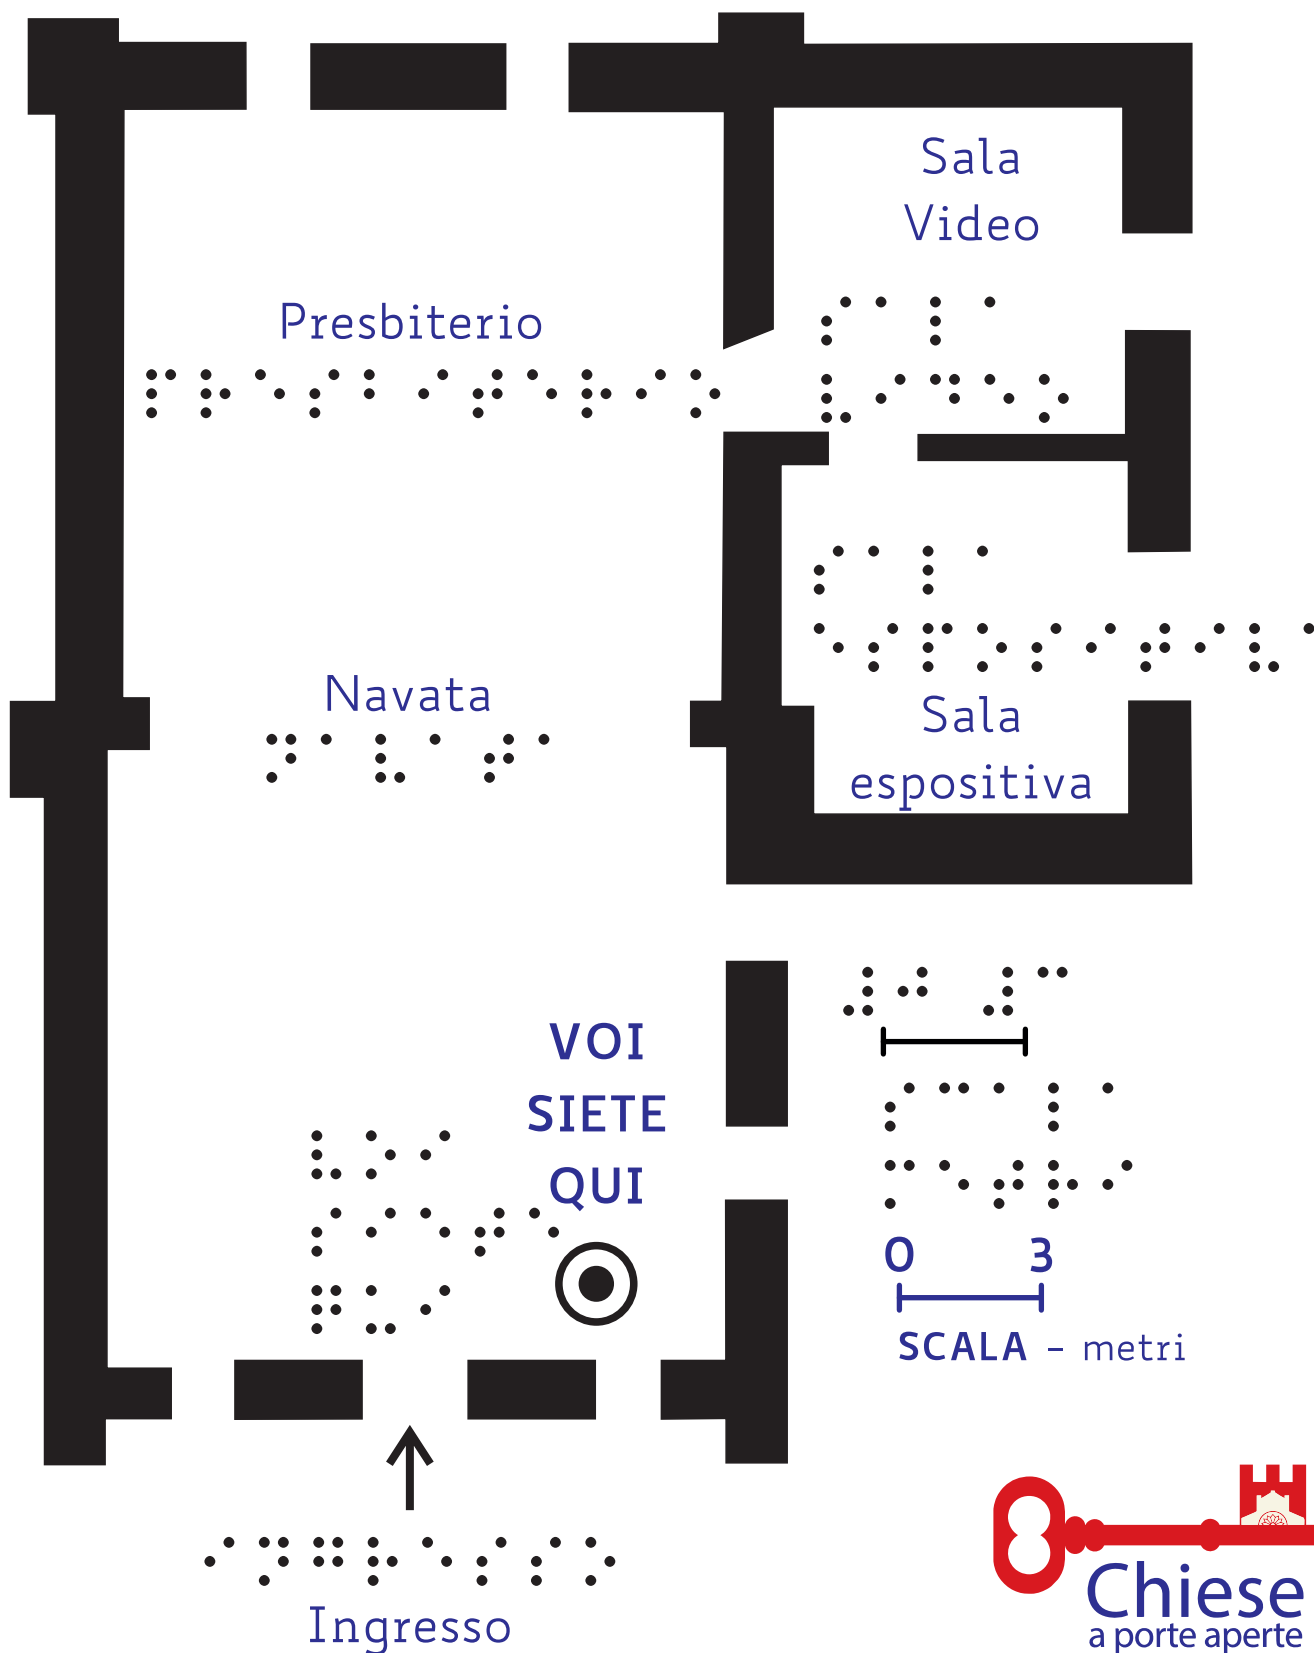 Sala
Video
⠎⠁⠇⠁
⠧⠊⠙⠑⠕
Presbiterio
⠏⠗⠑⠎⠃⠊⠞⠑⠗⠊⠕
⠎⠁⠇⠁
⠑⠎⠏⠕⠎⠊⠞⠊⠧⠁
Sala
espositiva
Navata
⠝⠁⠧⠁⠞⠁
VOI
SIETE
QUI
⠧⠕⠊
⠎⠊⠑⠞⠑
⠟⠥⠊
⠼⠚ ⠼⠉
⠎⠉⠁⠇⠁
⠍⠑⠞⠗⠊
0 3
SCALA – metri
⠊⠝⠛⠗⠑⠎⠎⠕
Ingresso
Chiese
a porte aperte